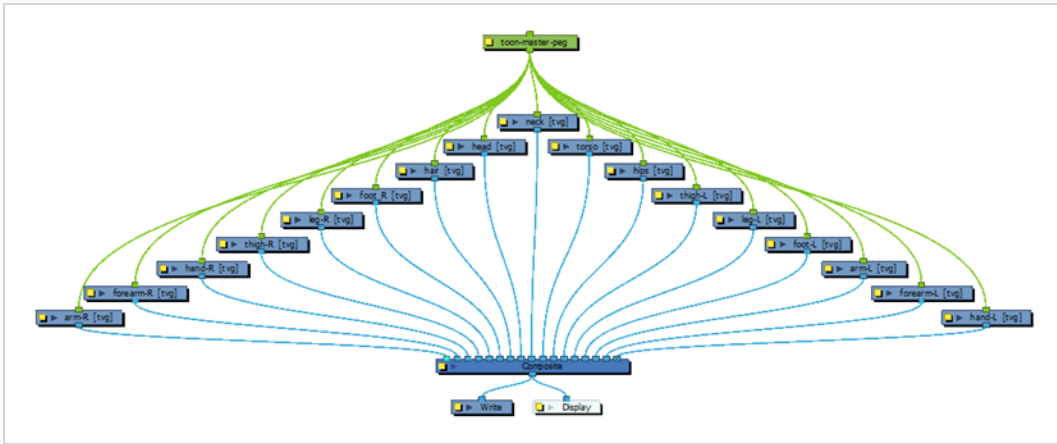 toon-master-peg
neck [tvg]
head [tvg]
torso [tvg]
hair [tvg]
hips [tvg]
foot_R [tvg]
thigh-L [tvg]
leg-R [tvg]
leg-L [tvg]
thigh-R [tvg]
foot-L [tvg]
hand-R [tvg]
arm-L [tvg]
forearm-R [tvg]
forearm-L [tvg]
arm-R [tvg]
hand-L [tvg]
Composite
Write
Display